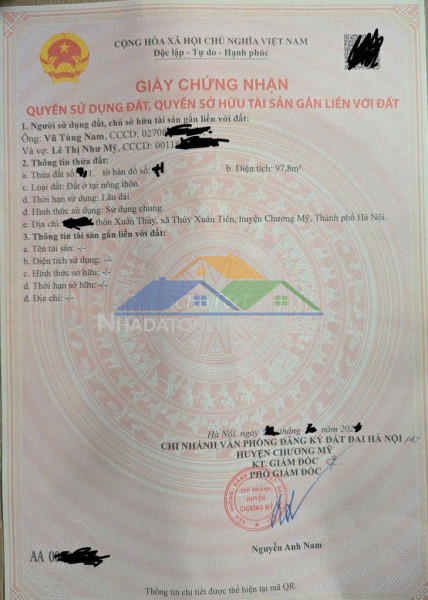 CỘNG HÒA XÃ HỘI CHỦ NGHĨA VIỆT NAM
Độc lập - Tự do - Hạnh phúc
GIẤY CHỨNG NHẬN
QUYỀN SỬ DỤNG ĐẤT, QUYỀN SỞ HỮU TÀI SẢN GẮN LIỀN VỚI ĐẤT
1. Người sử dụng đất, chủ sở hữu tài sản gắn liền với đất:
Ông: Vũ Tùng Nam, CCCD: 02708
Và vợ: Lê Thị Như Mỹ, CCCD: 0011
2. Thông tin thửa đất:
a. Thửa đất số 1. tờ bản đồ số: b. Diện tích: 97,8m².
c. Loại đất: Đất ở tại nông thôn.
d. Thời hạn sử dụng: Lâu dài.
đ. Hình thức sử dụng: Sử dụng chung.
e. Địa chỉ: thôn Xuân Thủy, xã Thủy Xuân Tiên, huyện Chương Mỹ, Thành phố Hà Nội.
3. Thông tin tài sản gắn liền với đất:
a. Tên tài sản: -/-
b. Diện tích sử dụng: -/-
c. Hình thức sở hữu: -/-
d. Thời hạn sở hữu: -/-
đ. Địa chỉ: -/-
Hà Nội, ngày tháng năm 202
CHI NHÁNH VĂN PHÒNG ĐĂNG KÝ ĐẤT ĐAI HÀ NỘI
HUYỆN CHƯƠNG MỸ
KT. GIÁM ĐỐC
PHÓ GIÁM ĐỐC
CHI NHÁNH
HUYỆN
CHƯƠNG MỸ
Nguyễn Anh Nam
AA 0
Thông tin chi tiết được thể hiện tại mã QR.